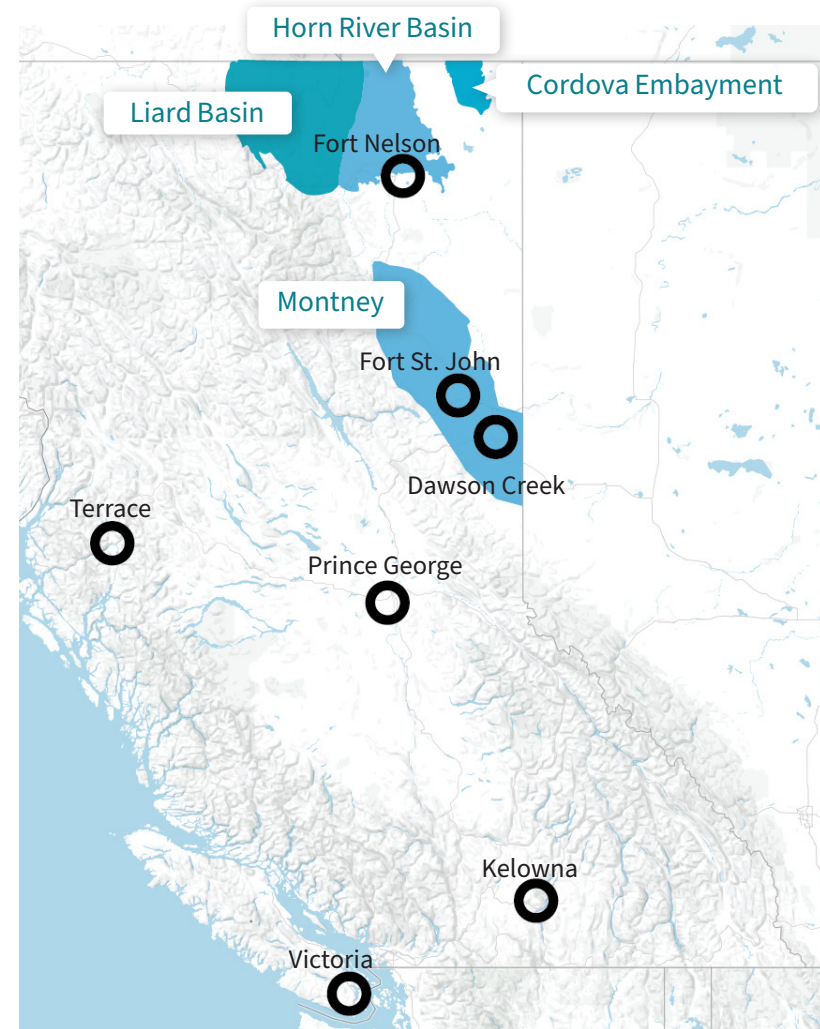 Horn River Basin
Cordova Embayment
Liard Basin
Fort Nelson
Montney
Fort St. John
Dawson Creek
Terrace
Prince George
Kelowna
Victoria